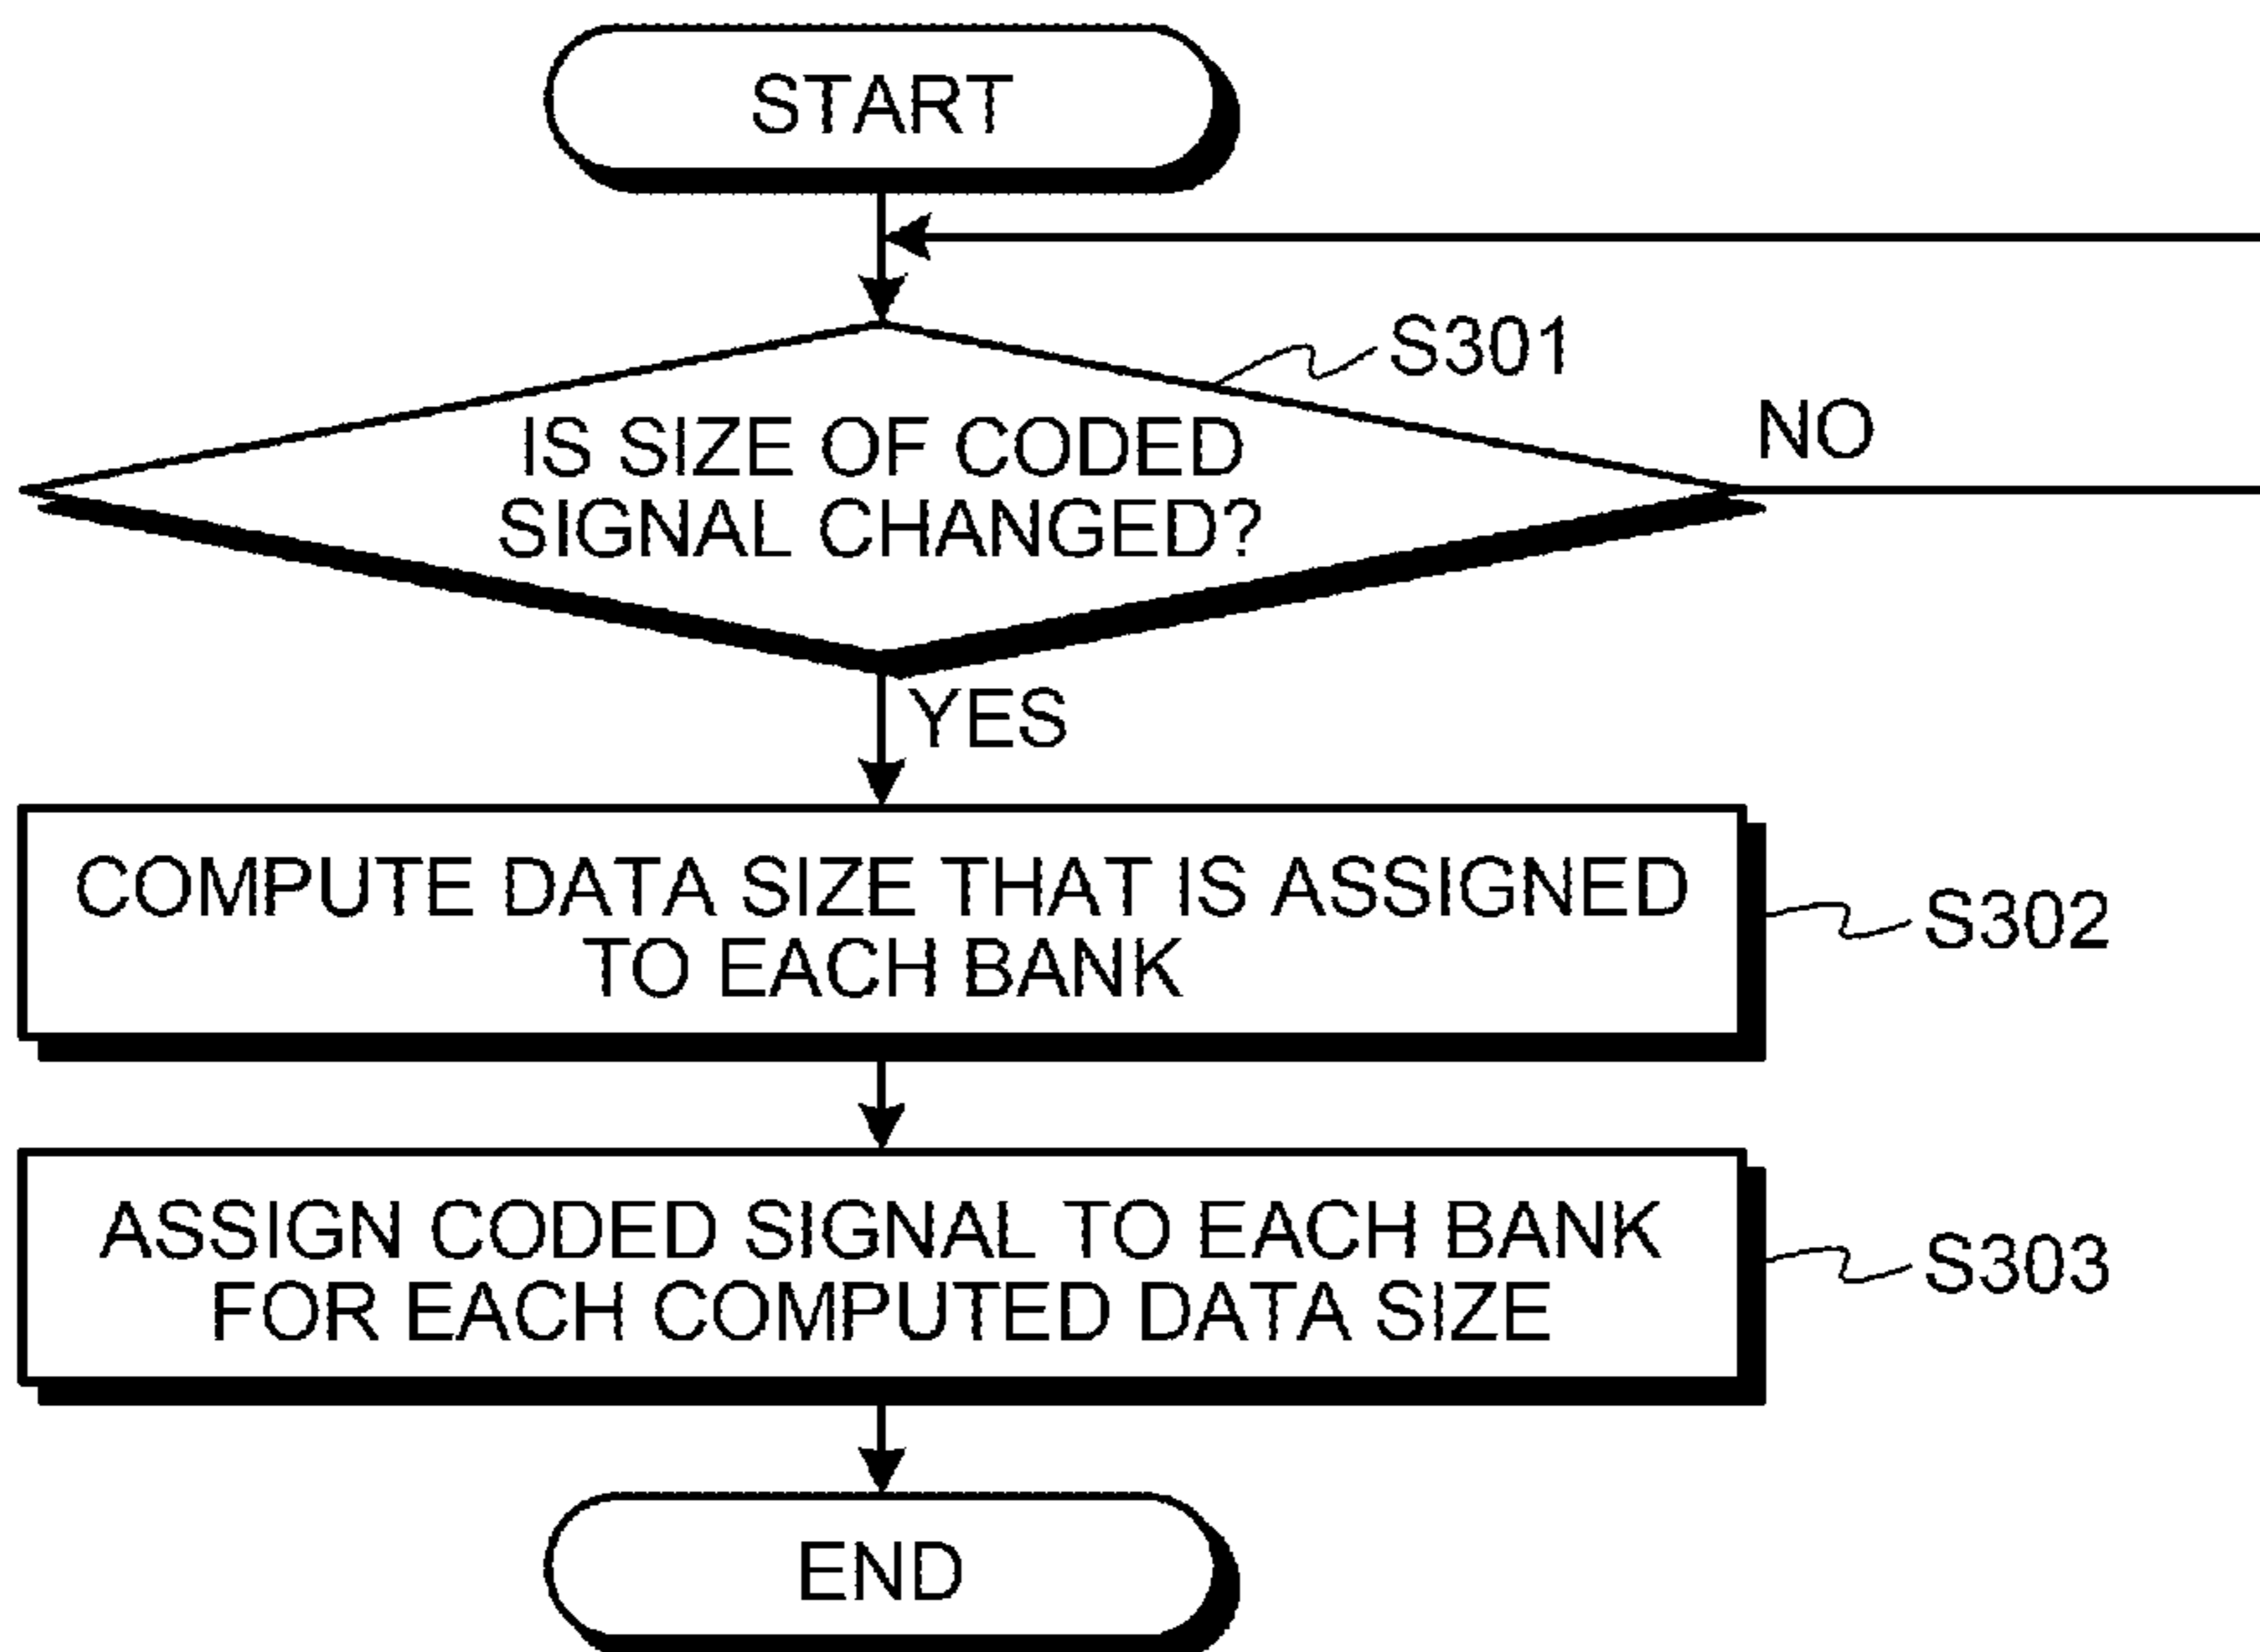 START
S301
IS SIZE OF CODED
SIGNAL CHANGED?
NO
YES
COMPUTE DATA SIZE THAT IS ASSIGNED
TO EACH BANK
S302
ASSIGN CODED SIGNAL TO EACH BANK
FOR EACH COMPUTED DATA SIZE
S303
END